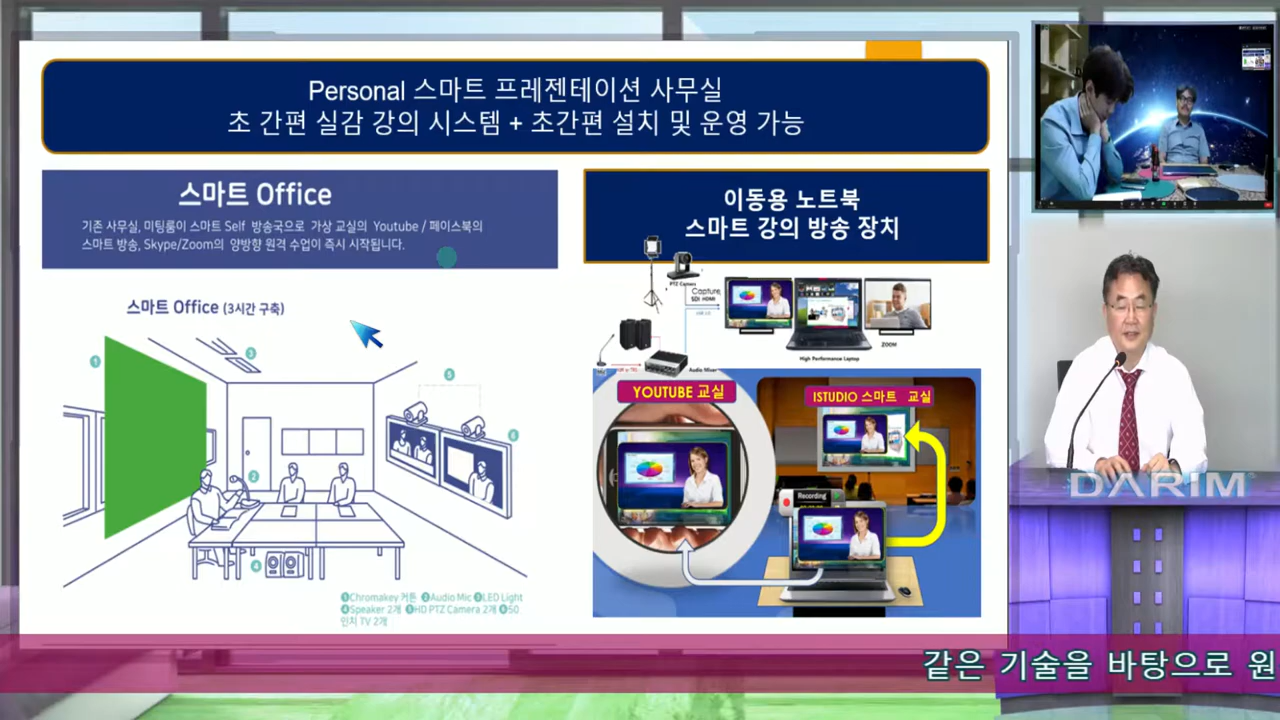 Personal 스마트 프레젠테이션 사무실
초 간편 실감 강의 시스템 + 초간편 설치 및 운영 가능
스마트 Office
기존 사무실, 미팅룸이 스마트 Self 방송국으로 가상 교실의 Youtube / 페이스북의
스마트 방송, Skype/Zoom의 양방향 원격 수업이 즉시 시작됩니다.
이동용 노트북
스마트 강의 방송 장치
스마트 Office (3시간 구축)
1
3
5
6
2
4
❶Chromakey 커튼 ❷Audio Mic ❸LED Light
❹Speaker 2개 ❺HD PTZ Camera 2개 ❻50
인치 TV 2개
PTZ Camera
Capture
SDI HDMI
ZOOM
High Performance Laptop
Audio Mixer
YOUTUBE 교실
ISTUDIO 스마트 교실
Recording
DARIM
같은 기술을 바탕으로 원